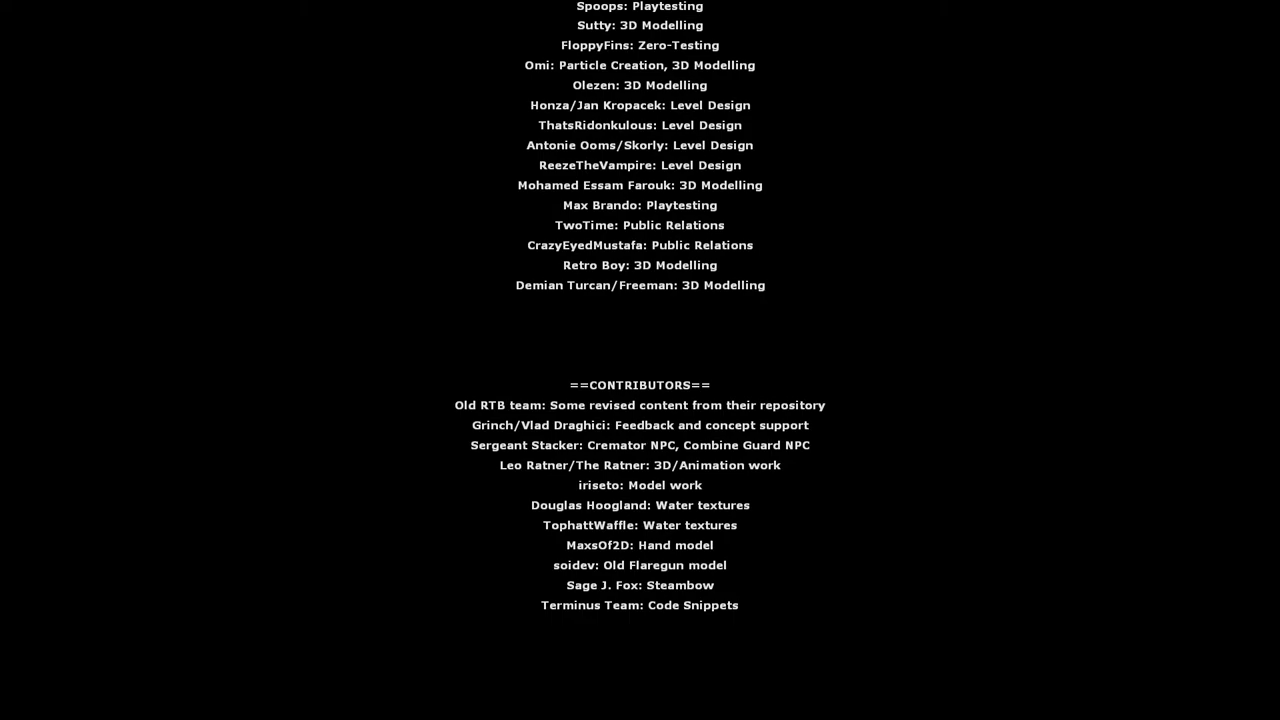 Spoops: Playtesting
Sutty: 3D Modelling
FloppyFins: Zero-Testing
Omi: Particle Creation, 3D Modelling
Olezen: 3D Modelling
Honza/Jan Kropacek: Level Design
ThatsRidonkulous: Level Design
Antonie Ooms/Skorly: Level Design
ReezeTheVampire: Level Design
Mohamed Essam Farouk: 3D Modelling
Max Brando: Playtesting
TwoTime: Public Relations
CrazyEyedMustafa: Public Relations
Retro Boy: 3D Modelling
Demian Turcan/Freeman: 3D Modelling
==CONTRIBUTORS==
Old RTB team: Some revised content from their repository
Grinch/Vlad Draghici: Feedback and concept support
Sergeant Stacker: Cremator NPC, Combine Guard NPC
Leo Ratner/The Ratner: 3D/Animation work
iriseto: Model work
Douglas Hoogland: Water textures
TophattWaffle: Water textures
MaxsOf2D: Hand model
soidev: Old Flaregun model
Sage J. Fox: Steambow
Terminus Team: Code Snippets